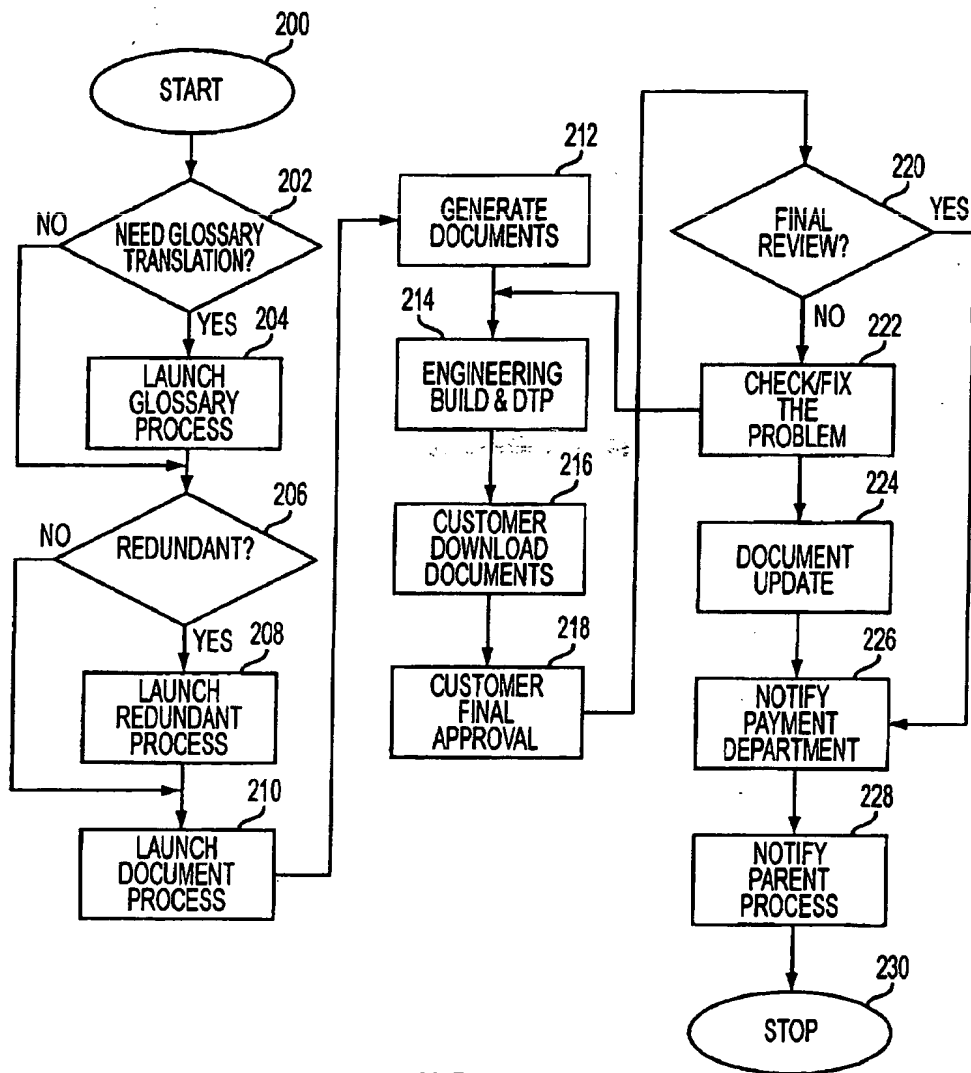 200
START
202
NO
NEED GLOSSARY
TRANSLATION?
YES
204
LAUNCH
GLOSSARY
PROCESS
206
NO
REDUNDANT?
YES
208
LAUNCH
REDUNDANT
PROCESS
210
LAUNCH
DOCUMENT
PROCESS
212
GENERATE
DOCUMENTS
214
ENGINEERING
BUILD & DTP
216
CUSTOMER
DOWNLOAD
DOCUMENTS
218
CUSTOMER
FINAL
APPROVAL
220
YES
FINAL
REVIEW?
NO
222
CHECK/FIX
THE
PROBLEM
224
DOCUMENT
UPDATE
226
NOTIFY
PAYMENT
DEPARTMENT
228
NOTIFY
PARENT
PROCESS
230
STOP